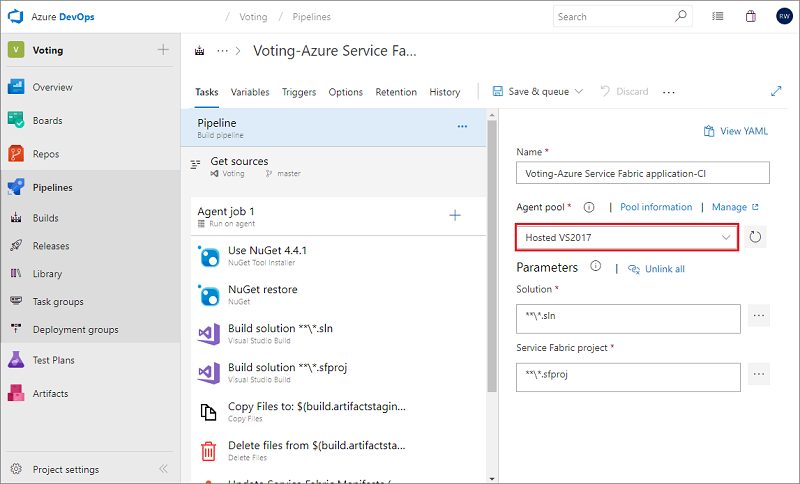 Azure DevOps
/ Voting / Pipelines
Search
RW
V Voting
Overview
Boards
Repos
Pipelines
Builds
Releases
Library
Task groups
Deployment groups
Test Plans
Artifacts
Project settings
··· > Voting-Azure Service Fa...
Tasks Variables Triggers Options Retention History Save & queue Discard ···
Pipeline
Build pipeline
···
Get sources
Voting master
Agent job 1
Run on agent
Use NuGet 4.4.1
NuGet Tool Installer
NuGet restore
NuGet
Build solution **\*.sln
Visual Studio Build
Build solution **\*.sfproj
Visual Studio Build
Copy Files to: $(build.artifactstagin...
Copy Files
Delete files from $(build.artifactsta...
Delete Files
Update Service Fabric Manifests (
View YAML
Name *
Voting-Azure Service Fabric application-CI
Agent pool * | Pool information | Manage
Hosted VS2017
Parameters | Unlink all
Solution *
**\*.sln
···
Service Fabric project *
**\*.sfproj
···